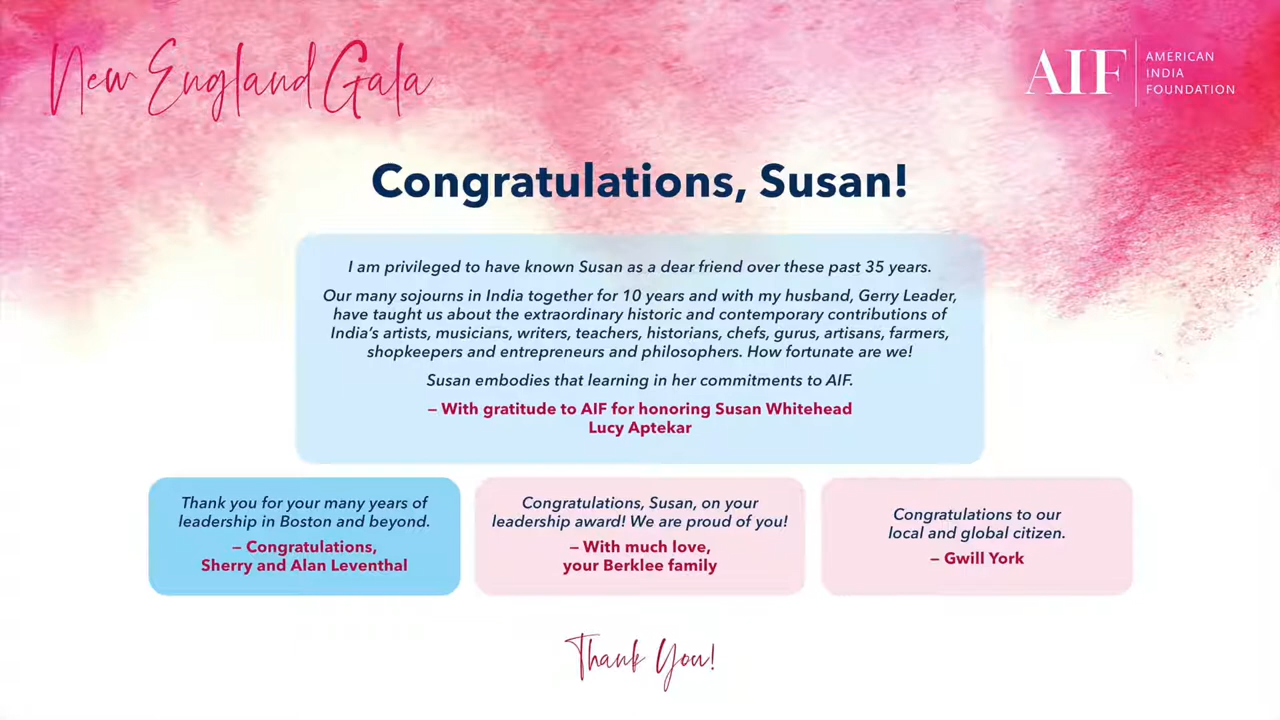 New England Gala
AIF
AMERICAN
INDIA
FOUNDATION
Congratulations, Susan!
I am privileged to have known Susan as a dear friend over these past 35 years.
Our many sojourns in India together for 10 years and with my husband, Gerry Leader,
have taught us about the extraordinary historic and contemporary contributions of
India's artists, musicians, writers, teachers, historians, chefs, gurus, artisans, farmers,
shopkeepers and entrepreneurs and philosophers. How fortunate are we!
Susan embodies that learning in her commitments to AIF.
— With gratitude to AIF for honoring Susan Whitehead
Lucy Aptekar
Thank you for your many years of
leadership in Boston and beyond.
— Congratulations,
Sherry and Alan Leventhal
Congratulations, Susan, on your
leadership award! We are proud of you!
— With much love,
your Berklee family
Congratulations to our
local and global citizen.
— Gwill York
Thank You!